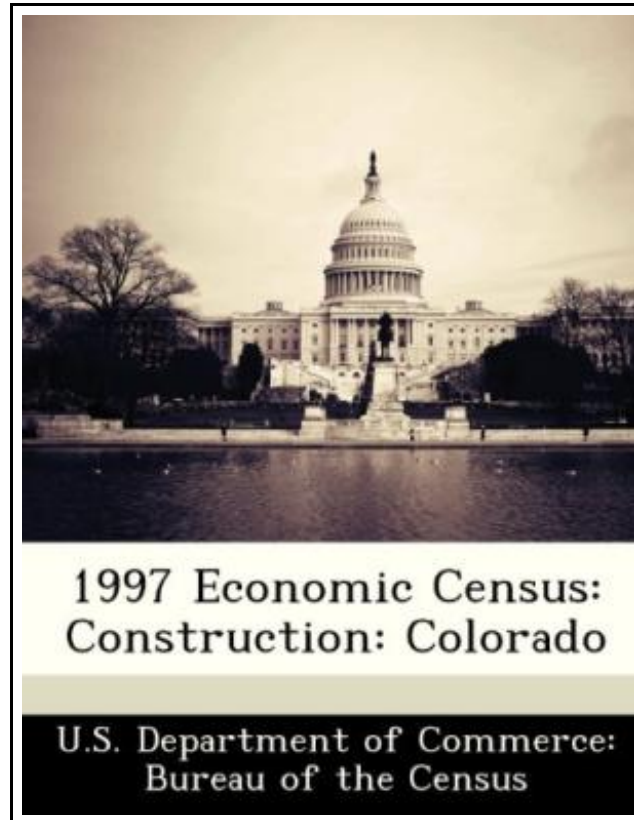 1997 Economic Census:
Construction: Colorado
U.S. Department of Commerce:
Bureau of the Census